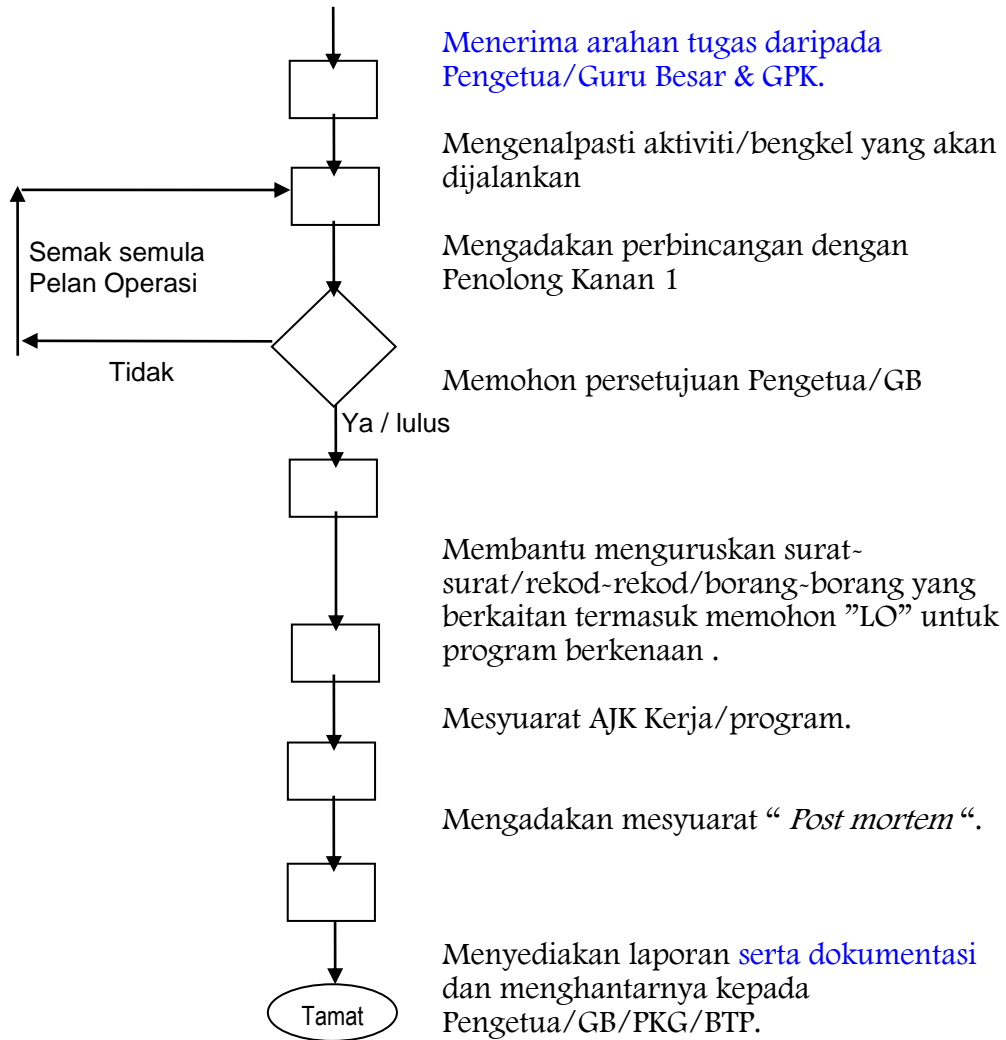 Menerima arahan tugas daripada
Pengetua/Guru Besar & GPK.
Mengenalpasti aktiviti/bengkel yang akan
dijalankan
Semak semula
Pelan Operasi
Mengadakan perbincangan dengan
Penolong Kanan 1
Tidak
Memohon persetujuan Pengetua/GB
Ya / lulus
Membantu menguruskan surat-
surat/rekod-rekod/borang-borang yang
berkaitan termasuk memohon ”LO” untuk
program berkenaan .
Mesyuarat AJK Kerja/program.
Mengadakan mesyuarat “ Post mortem “.
Menyediakan laporan serta dokumentasi
dan menghantarnya kepada
Pengetua/GB/PKG/BTP.
Tamat